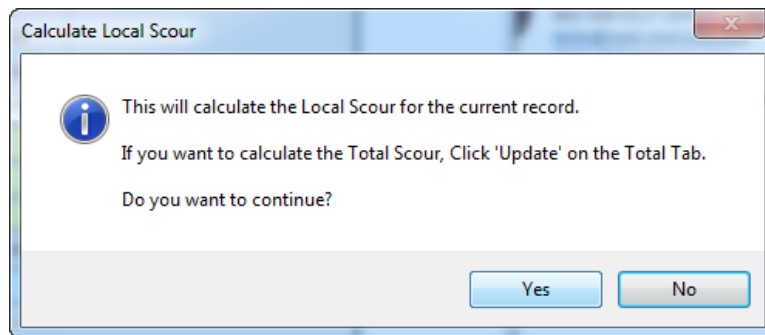 Calculate Local Scour
This will calculate the Local Scour for the current record.
If you want to calculate the Total Scour, Click 'Update' on the Total Tab.
Do you want to continue?
Yes
No